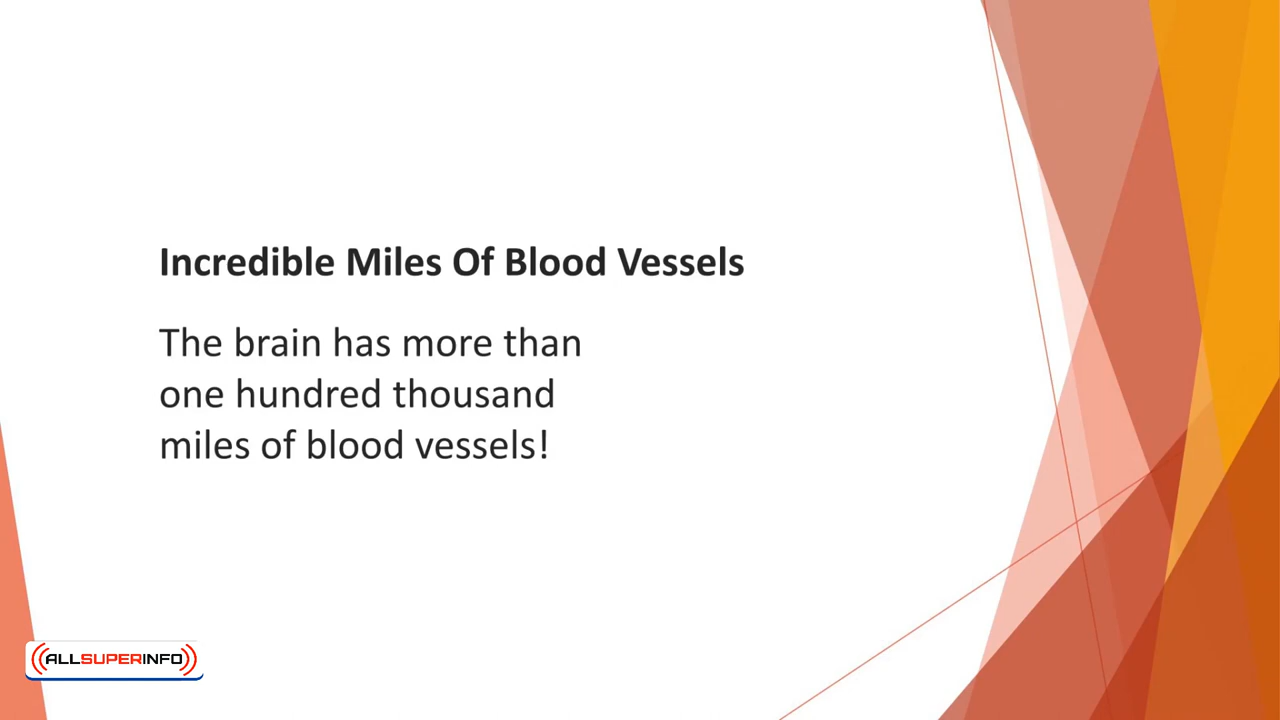 Incredible Miles Of Blood Vessels
The brain has more than
one hundred thousand
miles of blood vessels!
ALLSUPERINFO